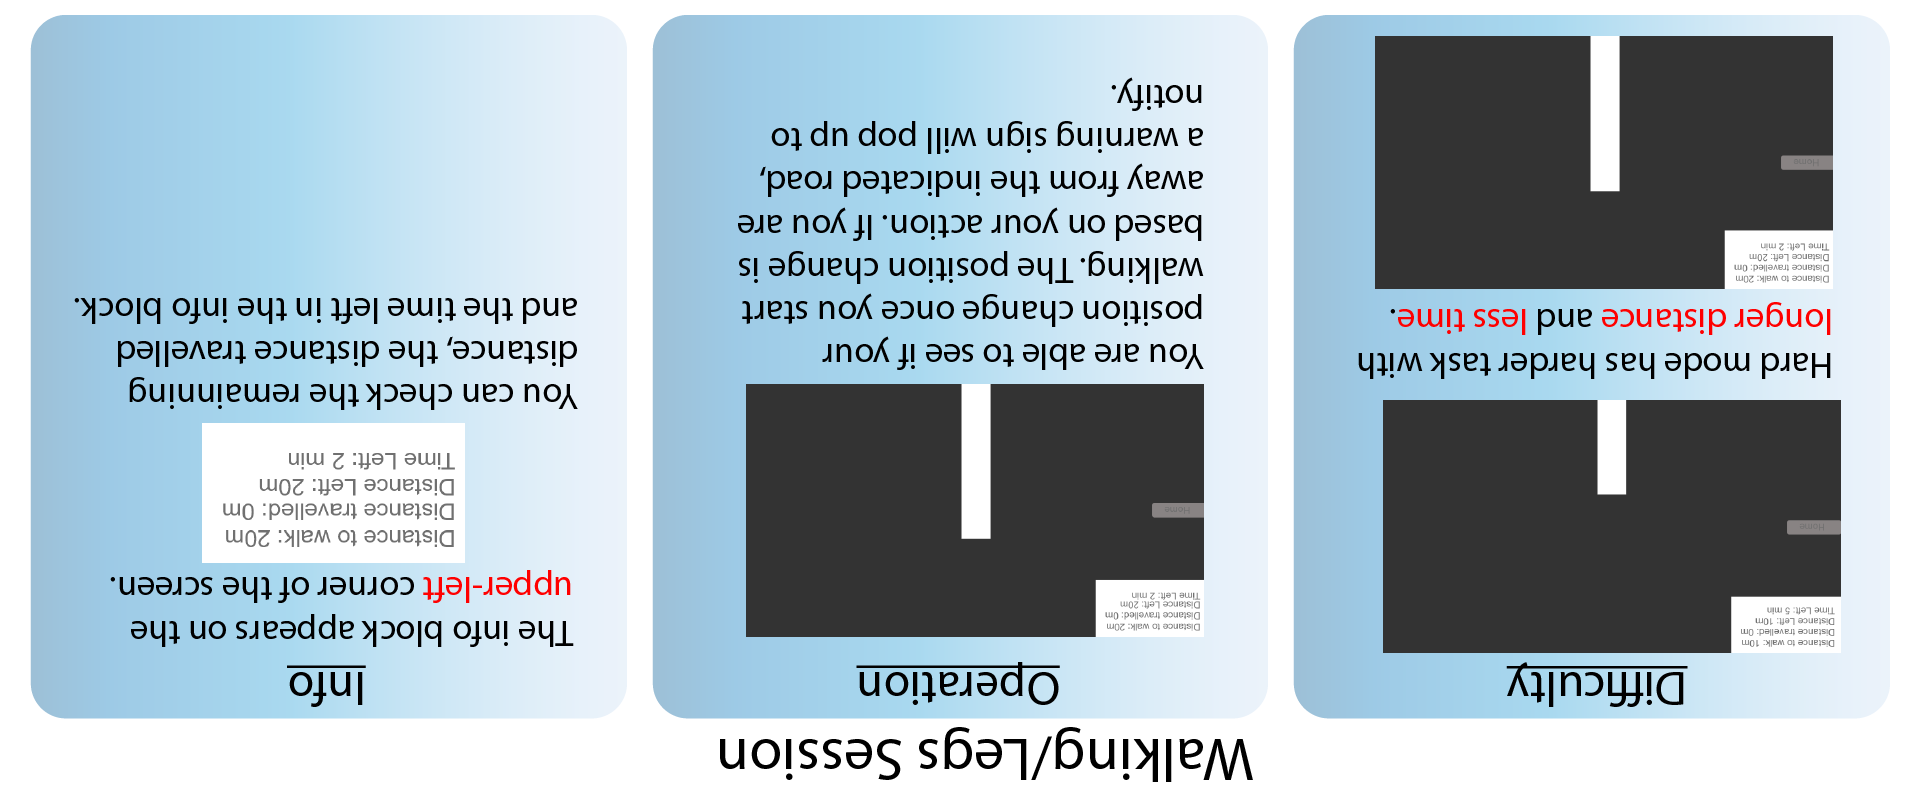 Walking/Legs Session
Difficulty
Distance to walk: 10m
Distance travelled: 0m
Distance Left: 10m
Time Left: 5 min
Home
Hard mode has harder task with
longer distance and less time.
Distance to walk: 20m
Distance travelled: 0m
Distance Left: 20m
Time Left: 2 min
Home
Operation
Distance to walk: 20m
Distance travelled: 0m
Distance Left: 20m
Time Left: 2 min
Home
You are able to see if your
position change once you start
walking. The position change is
based on your action. If you are
away from the indicated road,
a warning sign will pop up to
notify.
Info
The info block appears on the
upper-left corner of the screen.
Distance to walk: 20m
Distance travelled: 0m
Distance Left: 20m
Time Left: 2 min
You can check the remainning
distance, the distance travelled
and the time left in the info block.